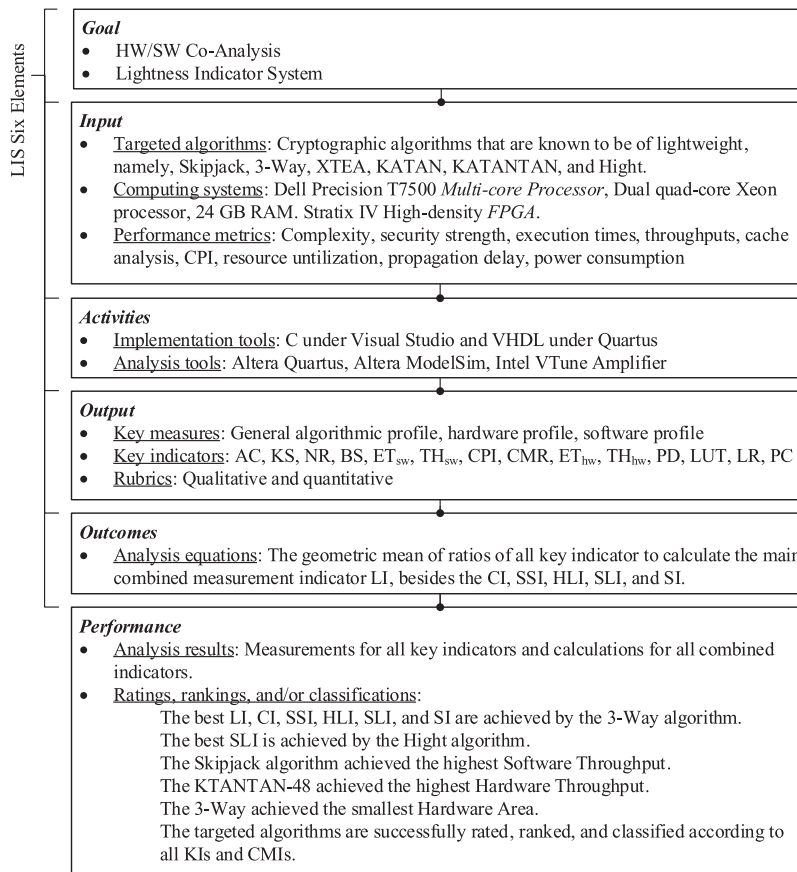 LIS Six Elements
Goal
• HW/SW Co-Analysis
• Lightness Indicator System
Input
• Targeted algorithms: Cryptographic algorithms that are known to be of lightweight,
namely, Skipjack, 3-Way, XTEA, KATAN, KATANTAN, and Hight.
• Computing systems: Dell Precision T7500 Multi-core Processor, Dual quad-core Xeon
processor, 24 GB RAM. Stratix IV High-density FPGA.
• Performance metrics: Complexity, security strength, execution times, throughputs, cache
analysis, CPI, resource untilization, propagation delay, power consumption
Activities
• Implementation tools: C under Visual Studio and VHDL under Quartus
• Analysis tools: Altera Quartus, Altera ModelSim, Intel VTune Amplifier
Output
• Key measures: General algorithmic profile, hardware profile, software profile
• Key indicators: AC, KS, NR, BS, ETsw, THsw, CPI, CMR, EThw, THhw, PD, LUT, LR, PC
• Rubrics: Qualitative and quantitative
Outcomes
• Analysis equations: The geometric mean of ratios of all key indicator to calculate the main
combined measurement indicator LI, besides the CI, SSI, HLI, SLI, and SI.
Performance
• Analysis results: Measurements for all key indicators and calculations for all combined
indicators.
• Ratings, rankings, and/or classifications:
The best LI, CI, SSI, HLI, SLI, and SI are achieved by the 3-Way algorithm.
The best SLI is achieved by the Hight algorithm.
The Skipjack algorithm achieved the highest Software Throughput.
The KTANTAN-48 achieved the highest Hardware Throughput.
The 3-Way achieved the smallest Hardware Area.
The targeted algorithms are successfully rated, ranked, and classified according to
all KIs and CMIs.